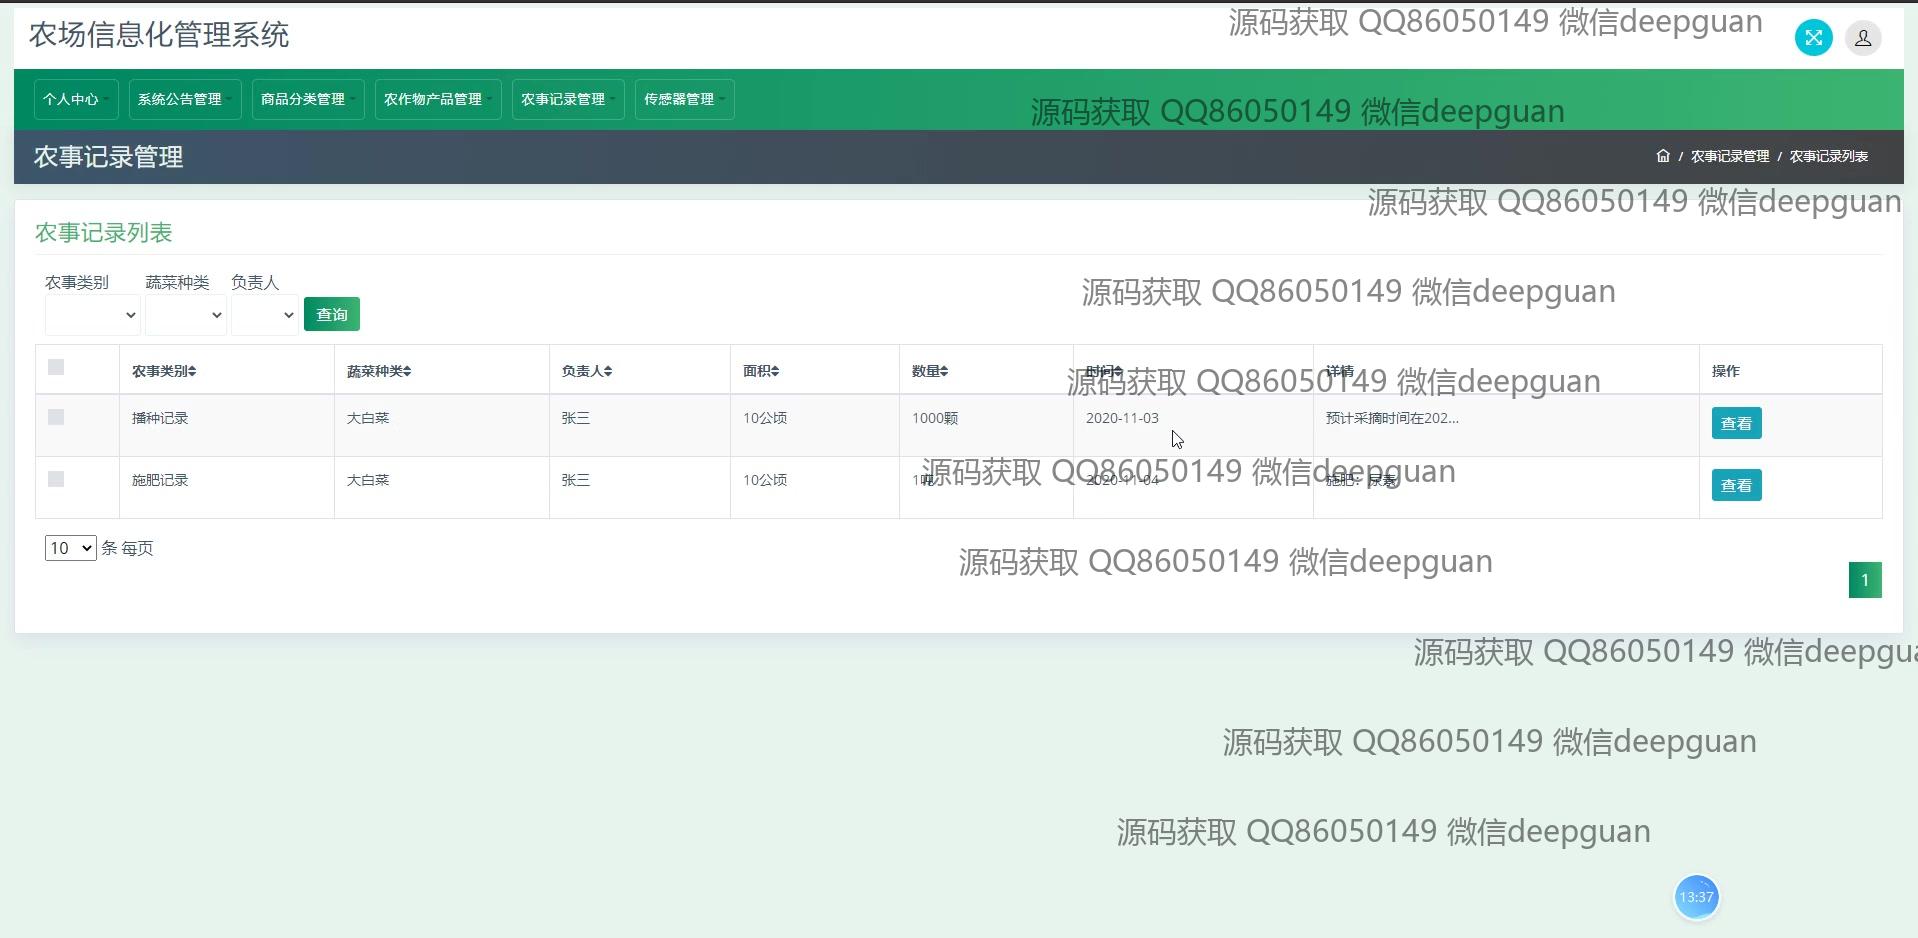 农场信息化管理系统
源码获取 QQ86050149 微信deepguan
个人中心 系统公告管理 商品分类管理 农作物产品管理 农事记录管理 传感器管理
源码获取 QQ86050149 微信deepguan
农事记录管理
/ 农事记录管理 / 农事记录列表
源码获取 QQ86050149 微信deepguan
农事记录列表
农事类别 蔬菜种类 负责人
源码获取 QQ86050149 微信deepguan
查询
农事类别 蔬菜种类 负责人 面积 数量 时间 详情 操作
源码获取 QQ86050149 微信deepguan
播种记录 大白菜 张三 10公顷 1000颗 2020-11-03 预计采摘时间在202... 查看
源码获取 QQ86050149 微信deepguan
施肥记录 大白菜 张三 10公顷 1吨 2020-11-04 施肥：尿素 查看
10 条 每页
源码获取 QQ86050149 微信deepguan
1
源码获取 QQ86050149 微信deepgua
源码获取 QQ86050149 微信deepguan
源码获取 QQ86050149 微信deepguan
13:37